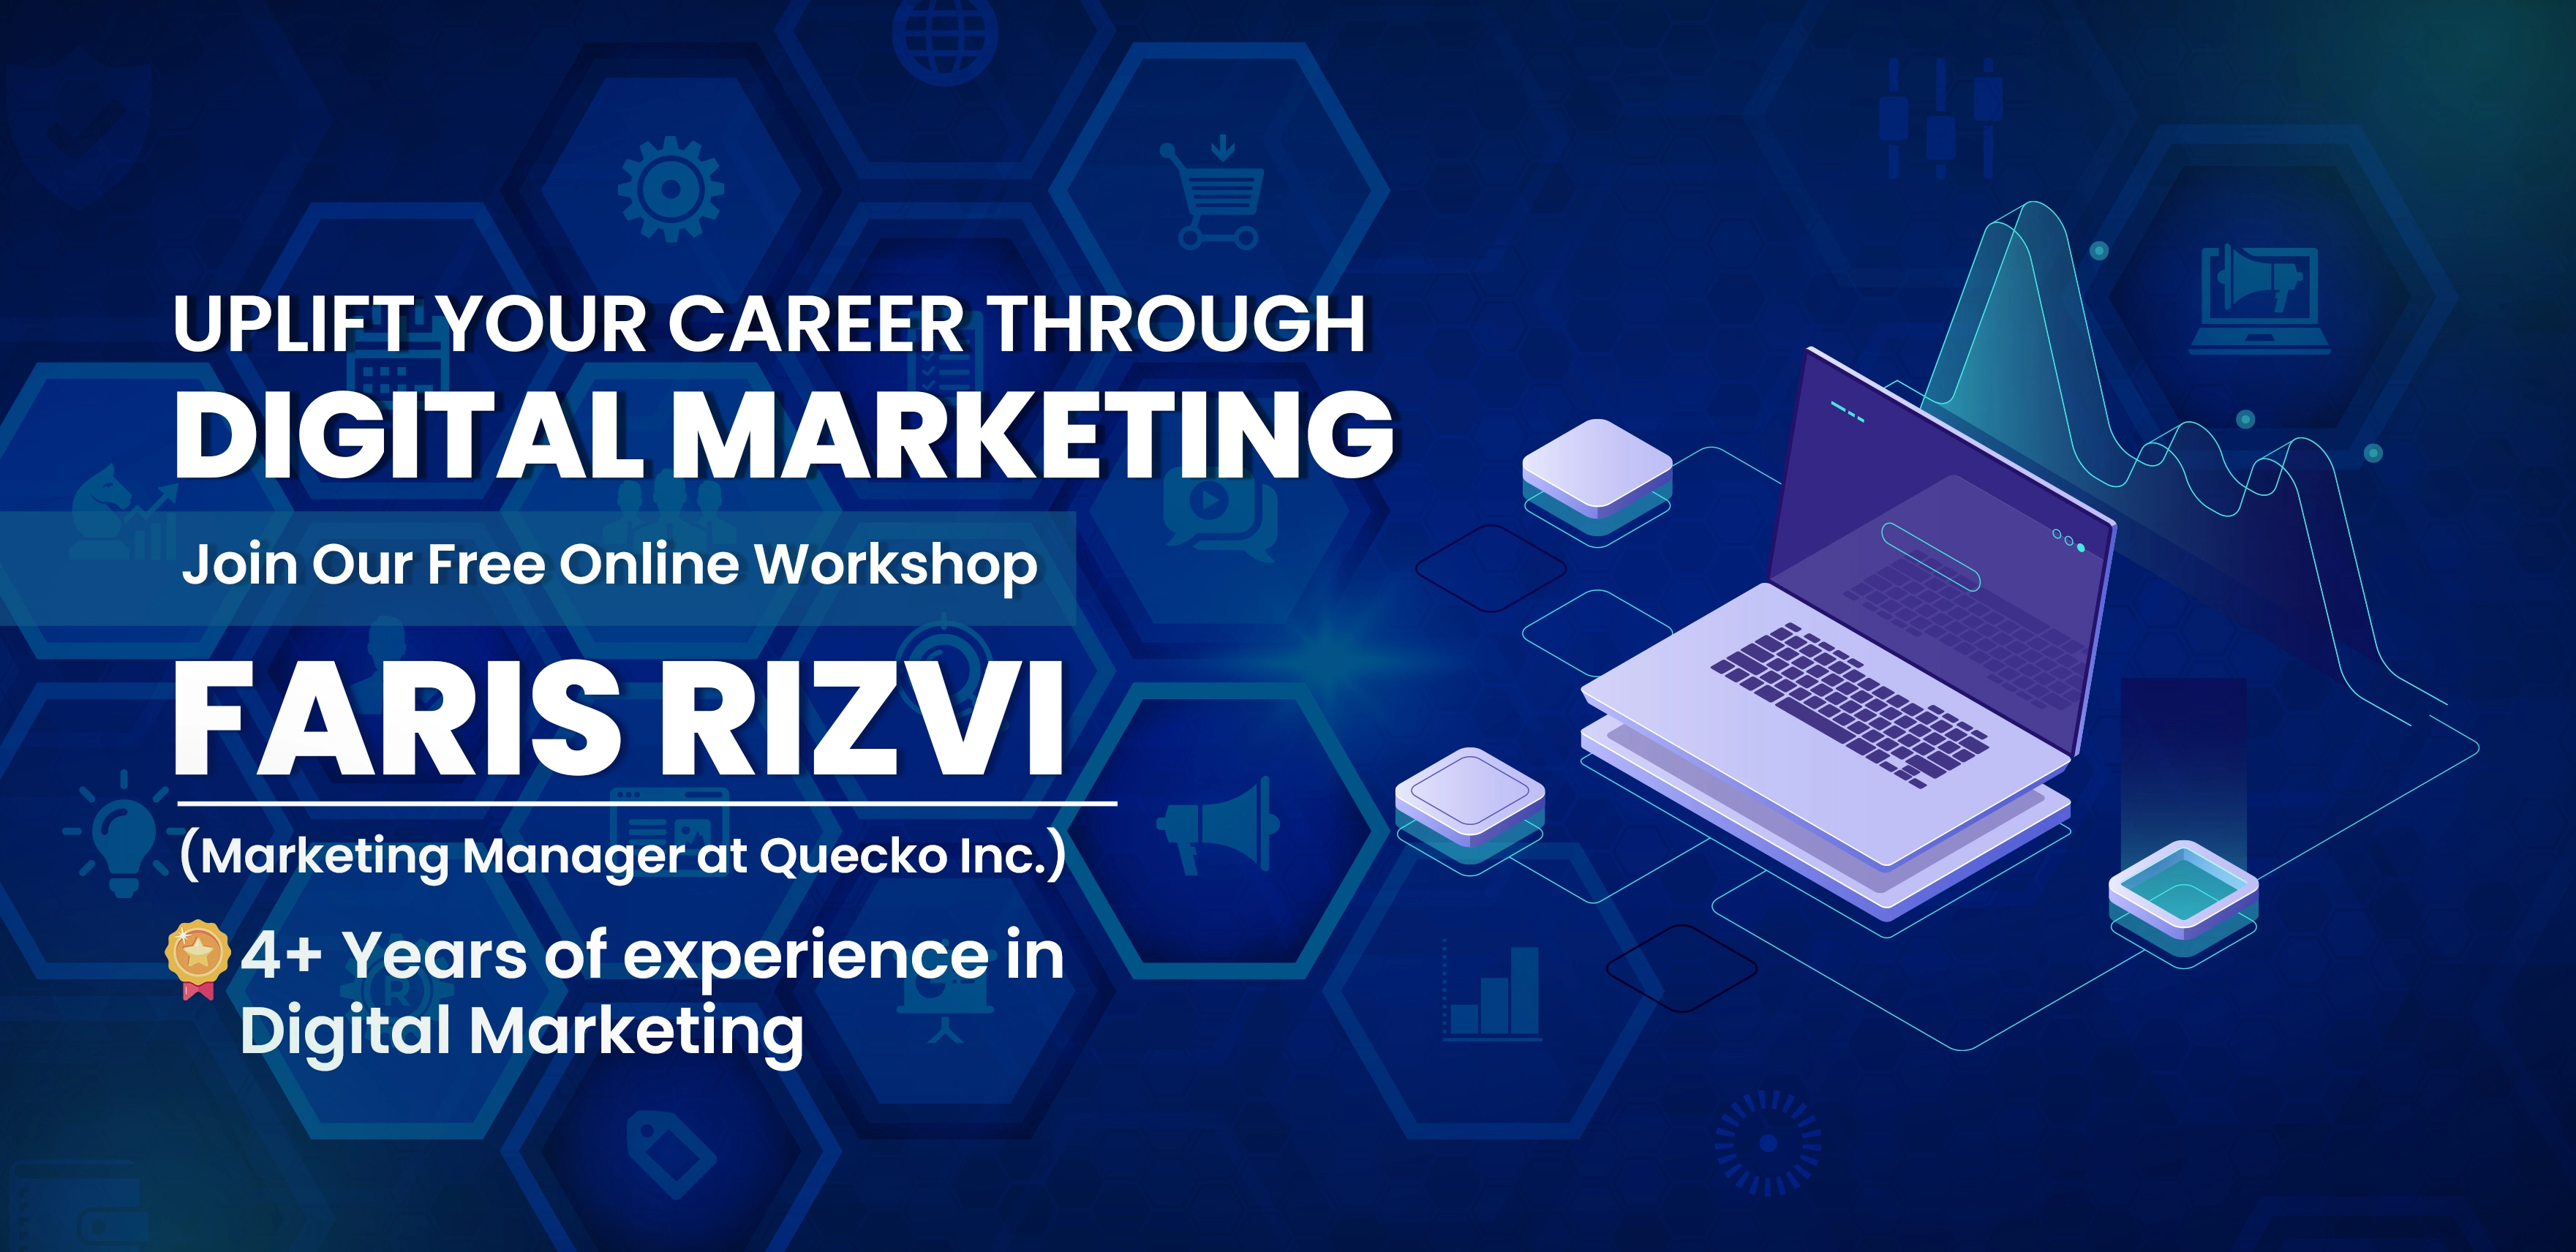 UPLIFT YOUR CAREER THROUGH
DIGITAL MARKETING
Join Our Free Online Workshop
FARIS RIZVI
(Marketing Manager at Quecko Inc.)
4+ Years of experience in
Digital Marketing
R